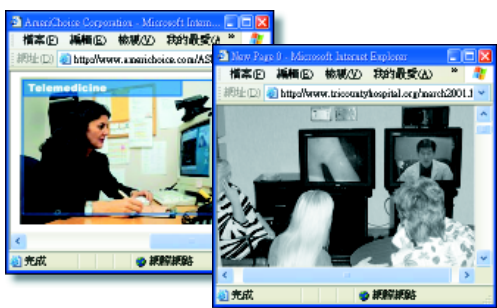 AmeriChoice Corporation - Microsoft Intern...
檔案(F) 編輯(E) 檢視(V) 我的最愛(A) »
網址(D) http://www.americhoice.com/AS
Telemedicine
完成 網際網路
New Page 0 - Microsoft Internet Explorer
檔案(F) 編輯(E) 檢視(V) 我的最愛(A) »
網址(D) http://www.tricountyhospital.org/march2001.
完成 網際網路